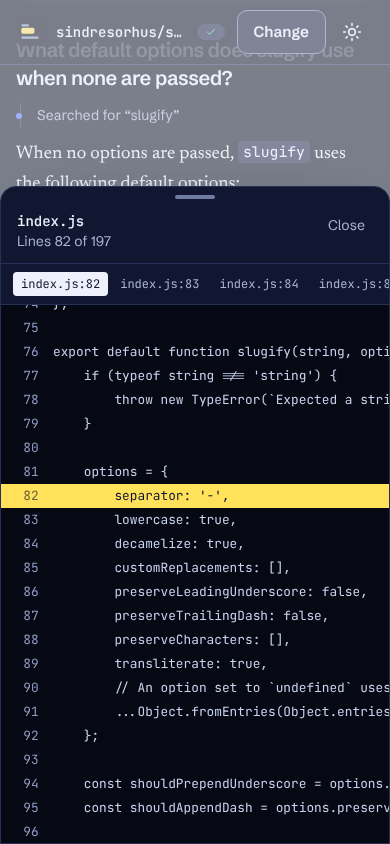 sindresorhus/s… Change
What default options does slugify use
when none are passed?
Searched for “slugify”
When no options are passed, slugify uses
the following default options:
index.js
Lines 82 of 197
Close
index.js:82 index.js:83 index.js:84 index.js:8
74 };
75
76 export default function slugify(string, opti
77 if (typeof string !== 'string') {
78 throw new TypeError(`Expected a stri
79 }
80
81 options = {
82 separator: '-',
83 lowercase: true,
84 decamelize: true,
85 customReplacements: [],
86 preserveLeadingUnderscore: false,
87 preserveTrailingDash: false,
88 preserveCharacters: [],
89 transliterate: true,
90 // An option set to `undefined` uses
91 ...Object.fromEntries(Object.entries
92 };
93
94 const shouldPrependUnderscore = options.
95 const shouldAppendDash = options.preserv
96